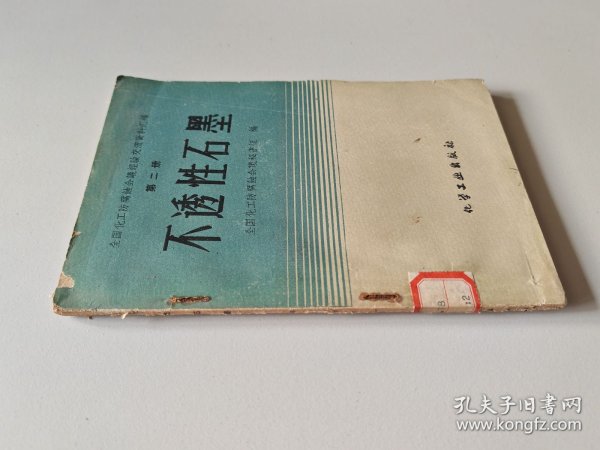 全国化工防腐蚀会议经验交流资料汇编
第二册
不透性石墨
全国化工防腐蚀会议秘书组 编
化学工业出版社
12
孔夫子旧书网
www.kongfz.com